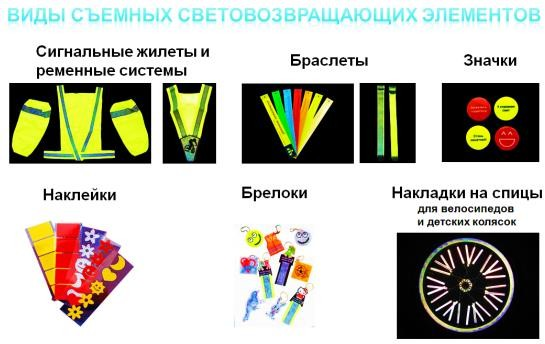 ВИДЫ СЪЕМНЫХ СВЕТОВОЗВРАЩАЮЩИХ ЭЛЕМЕНТОВ
Сигнальные жилеты и
ременные системы
Браслеты
Значки
Наклейки
Брелоки
Накладки на спицы
для велосипедов
и детских колясок